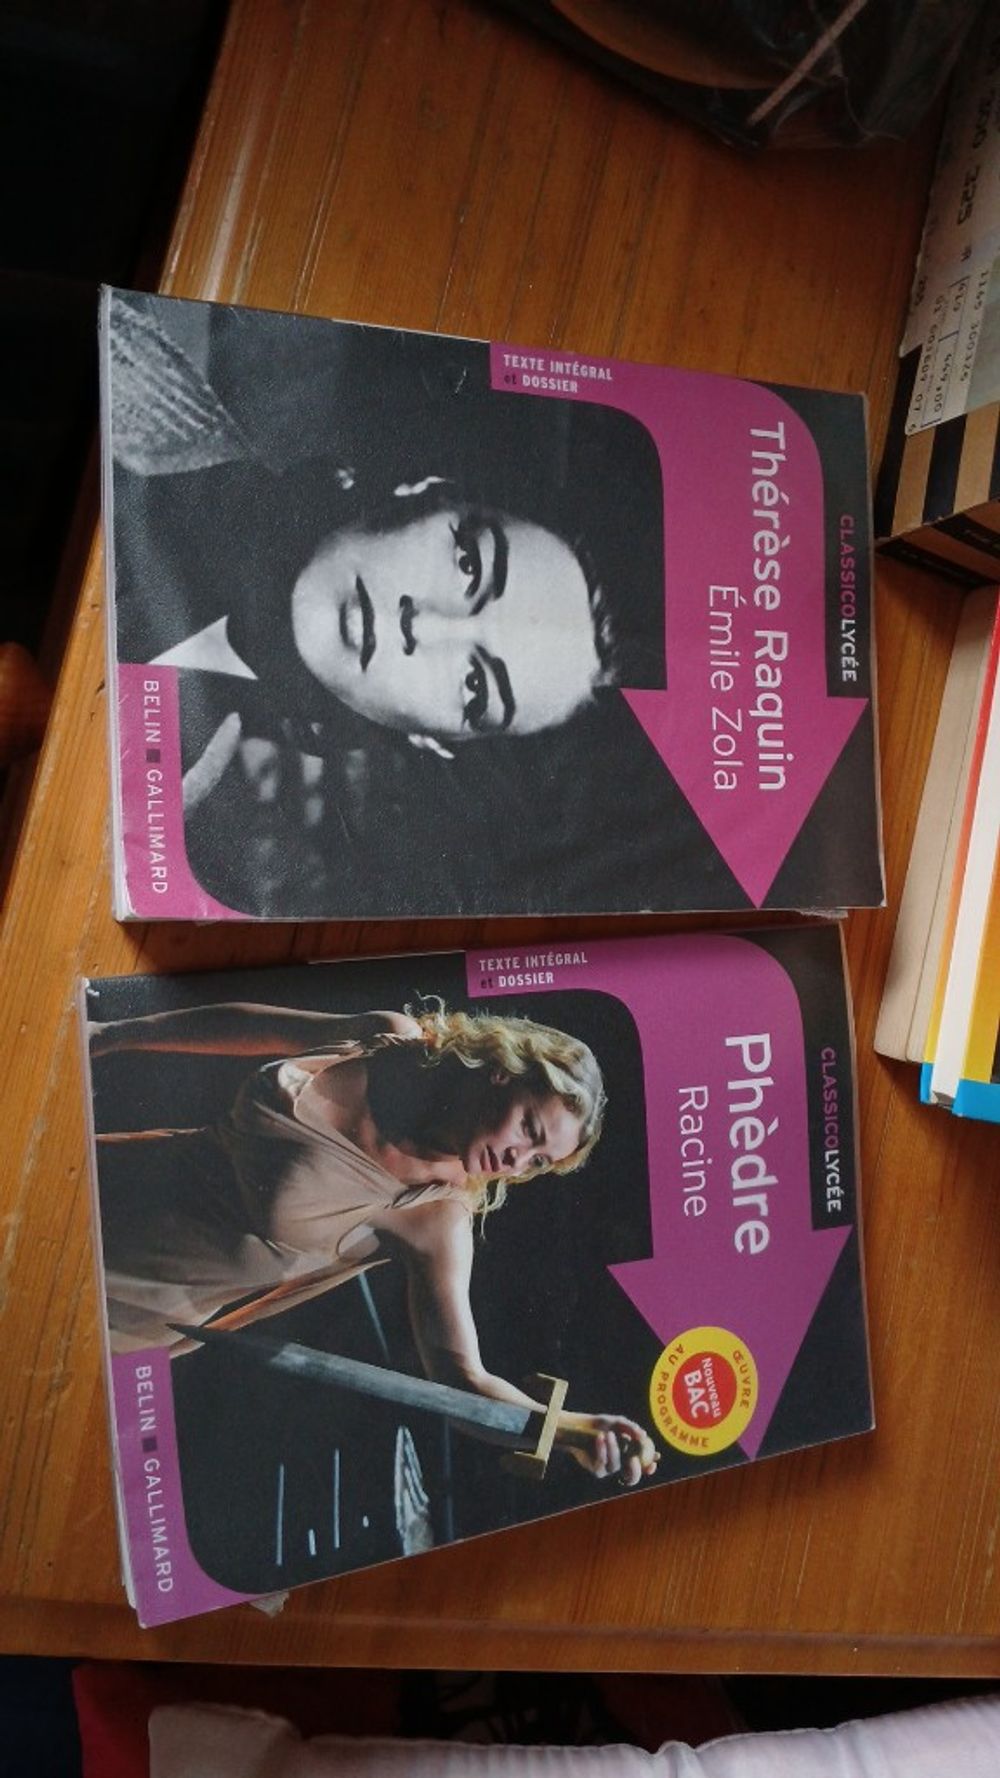 CLASSICOLYCÉE
Thérèse Raquin
Émile Zola
TEXTE INTÉGRAL
et DOSSIER
BELIN GALLIMARD
CLASSICOLYCÉE
Phèdre
Racine
TEXTE INTÉGRAL
et DOSSIER
ŒUVRE
Nouveau
BAC
AU PROGRAMME
BELIN GALLIMARD